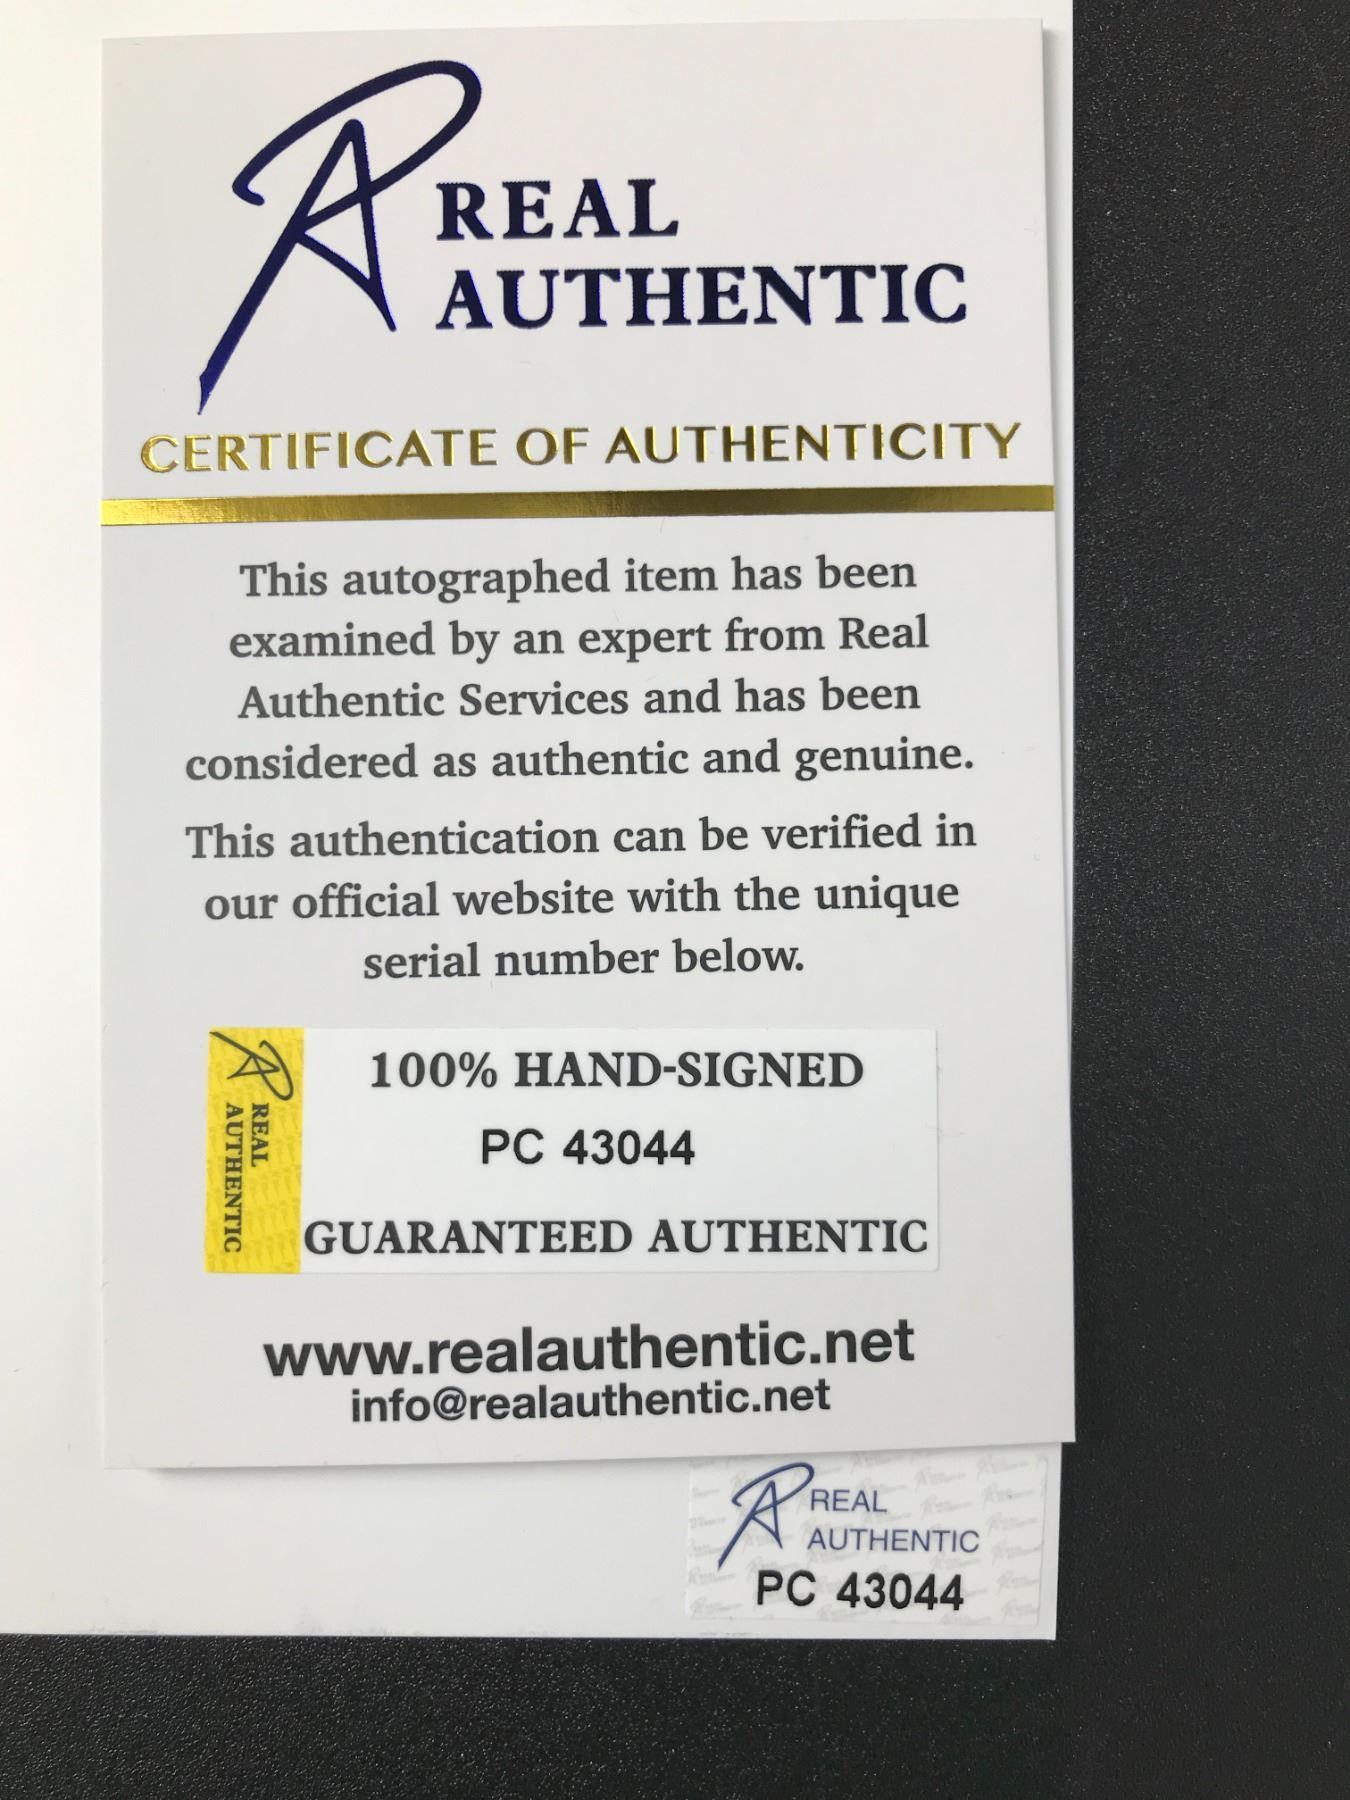 REAL
AUTHENTIC
CERTIFICATE OF AUTHENTICITY
This autographed item has been
examined by an expert from Real
Authentic Services and has been
considered as authentic and genuine.
This authentication can be verified in
our official website with the unique
serial number below.
REAL
AUTHENTIC
100% HAND-SIGNED
PC 43044
GUARANTEED AUTHENTIC
www.realauthentic.net
info@realauthentic.net
REAL
AUTHENTIC
PC 43044